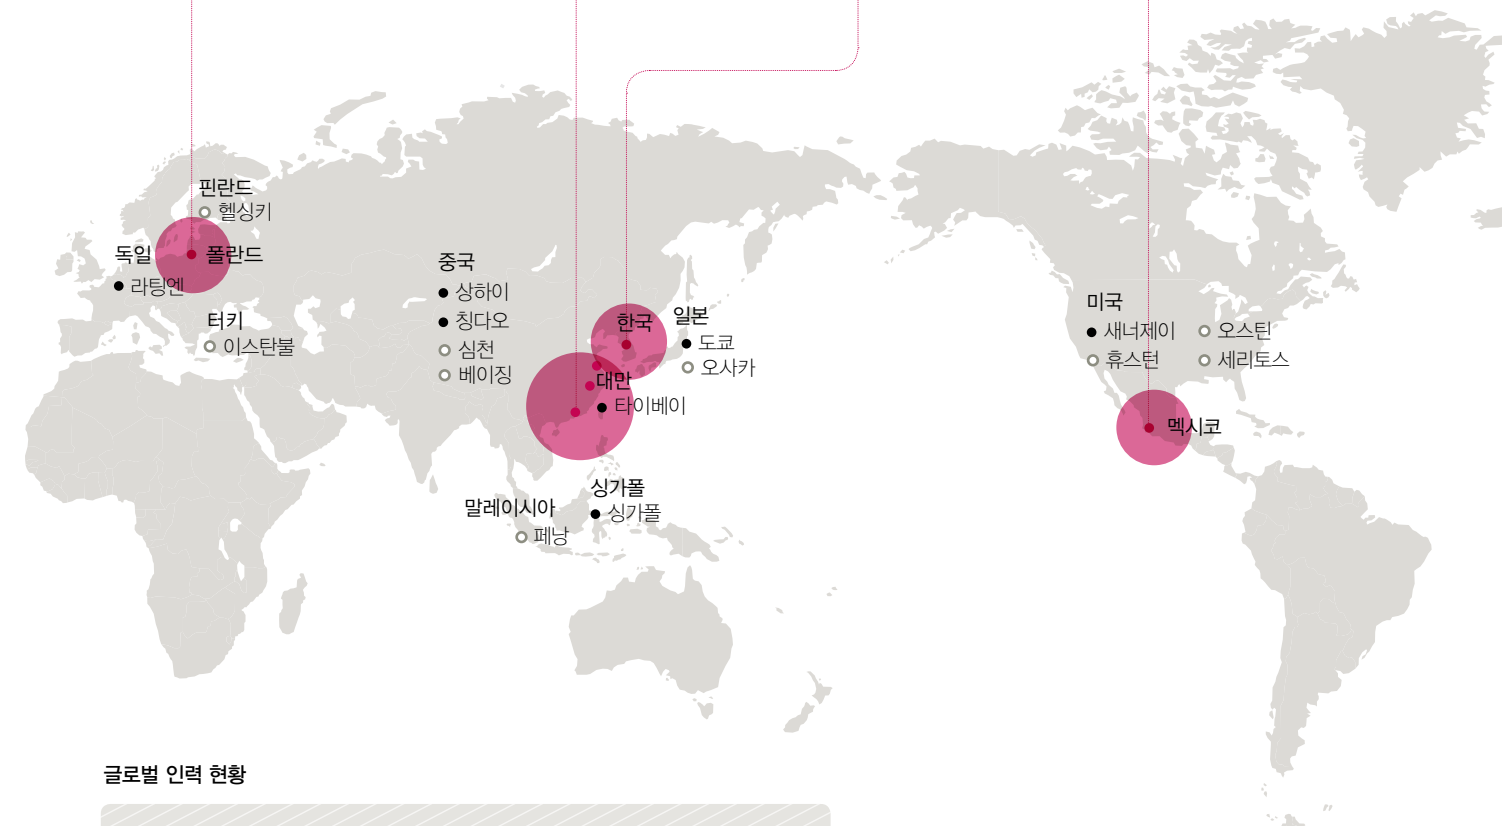 핀란드
헬싱키
독일
라팅엔
폴란드
터키
이스탄불
중국
상하이
칭다오
심천
베이징
한국
일본
도쿄
오사카
대만
타이베이
말레이시아
페낭
싱가폴
싱가폴
미국
새너제이 오스틴
휴스턴 세리토스
멕시코
글로벌 인력 현황